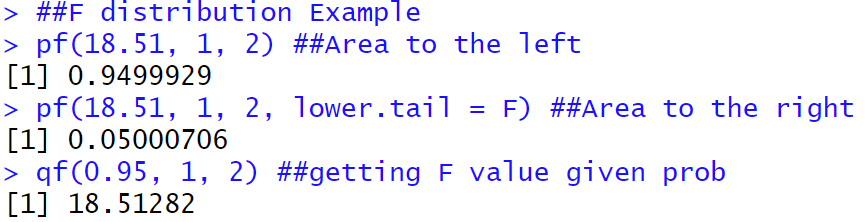 > ##F distribution Example
> pf(18.51, 1, 2) ##Area to the left
[1] 0.9499929
> pf(18.51, 1, 2, lower.tail = F) ##Area to the right
[1] 0.05000706
> qf(0.95, 1, 2) ##getting F value given prob
[1] 18.51282